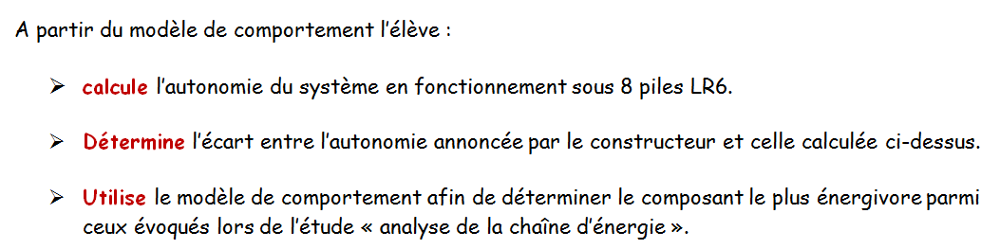 A partir du modèle de comportement l'élève :
➢ calcule l'autonomie du système en fonctionnement sous 8 piles LR6.
➢ Détermine l'écart entre l'autonomie annoncée par le constructeur et celle calculée ci-dessus.
➢ Utilise le modèle de comportement afin de déterminer le composant le plus énergivore parmi
ceux évoqués lors de l'étude « analyse de la chaîne d'énergie ».